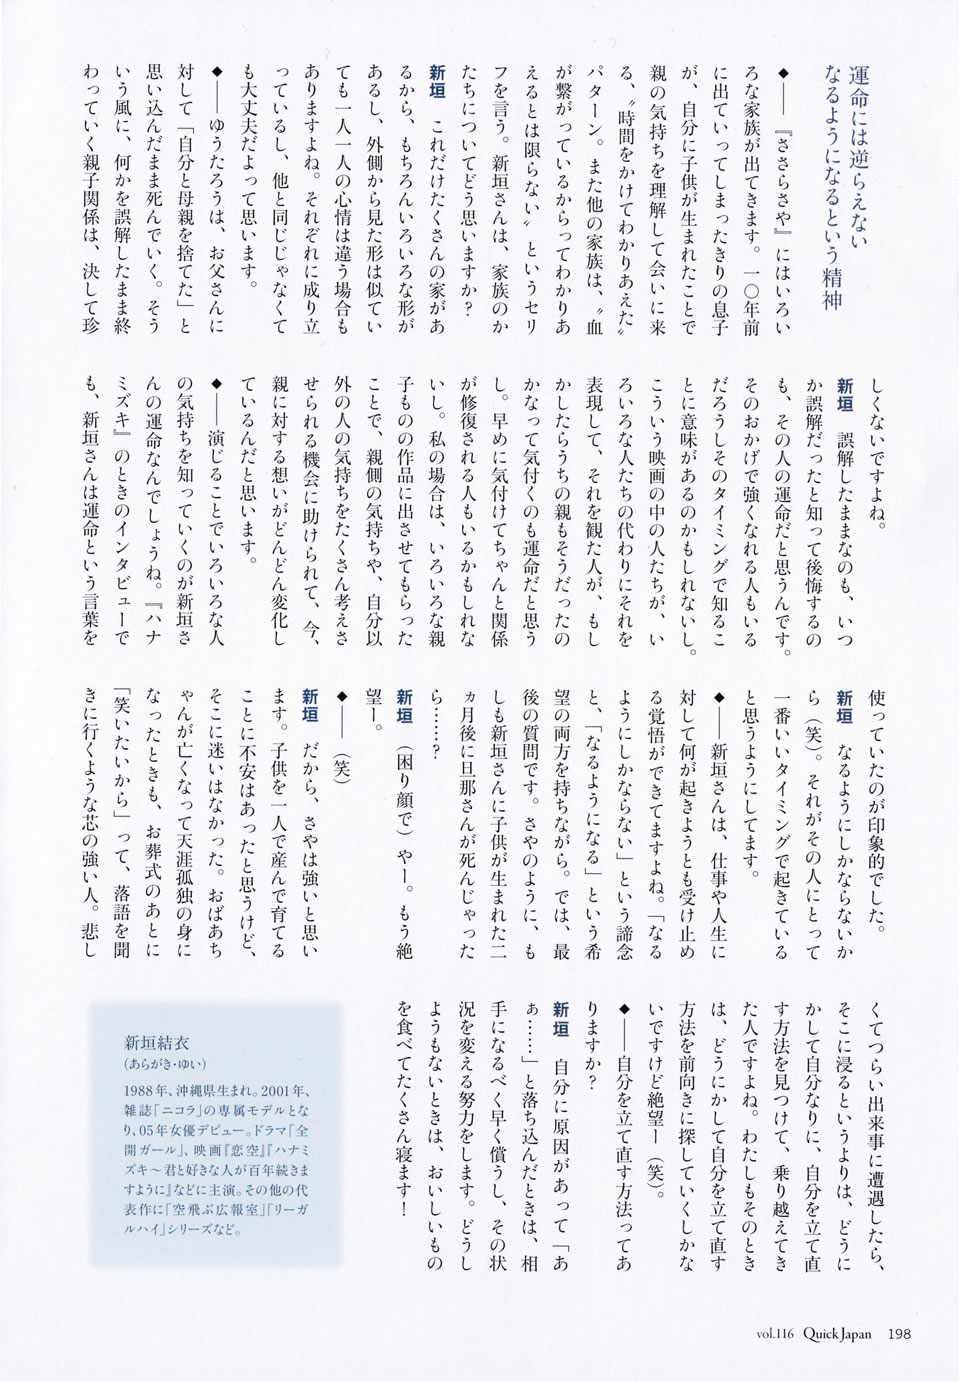 運命には逆らえない
なるようになるという精神
◆――『ささらさや』にはいろい
ろな家族が出てきます。一〇年前
に出ていってしまったきりの息子
が、自分に子供が生まれたことで
親の気持ちを理解して会いに来
る、〝時間をかけてわかりあえた〟
パターン。また他の家族は、〝血
が繋がっているからってわかりあ
えるとは限らない〟というセリ
フを言う。新垣さんは、家族のか
たちについてどう思いますか?
新垣　これだけたくさんの家があ
るから、もちろんいろいろな形が
あるし、外側から見た形は似てい
ても一人一人の心情は違う場合も
ありますよね。それぞれに成り立
っているし、他と同じじゃなくて
も大丈夫だよって思います。
◆――ゆうたろうは、お父さんに
対して「自分と母親を捨てた」と
思い込んだまま死んでいく。そう
いう風に、何かを誤解したまま終
わっていく親子関係は、決して珍
しくないですよね。
新垣　誤解したままなのも、いつ
か誤解だったと知って後悔するの
も、その人の運命だと思うんです。
そのおかげで強くなれる人もいる
だろうしそのタイミングで知るこ
とに意味があるのかもしれないし。
こういう映画の中の人たちが、い
ろいろな人たちの代わりにそれを
表現して、それを観た人が、もし
かしたらうちの親もそうだったの
かなって気付くのも運命だと思う
し。早めに気付けてちゃんと関係
が修復される人もいるかもしれな
いし。私の場合は、いろいろな親
子ものの作品に出させてもらった
ことで、親側の気持ちや、自分以
外の人の気持ちをたくさん考えさ
せられる機会に助けられて、今、
親に対する想いがどんどん変化し
ているんだと思います。
◆――演じることでいろいろな人
の気持ちを知っていくのが新垣さ
んの運命なんでしょうね。『ハナ
ミズキ』のときのインタビューで
も、新垣さんは運命という言葉を
使っていたのが印象的でした。
新垣　なるようにしかならないか
ら(笑)。それがその人にとって
一番いいタイミングで起きている
と思うようにしてます。
◆――新垣さんは、仕事や人生に
対して何が起きようとも受け止め
る覚悟ができてますよね。「なる
ようにしかならない」という諦念
と、「なるようになる」という希
望の両方を持ちながら。では、最
後の質問です。さやのように、も
しも新垣さんに子供が生まれた二
ヵ月後に旦那さんが死んじゃった
ら……?
新垣　(困り顔で)やー。もう絶
望ー。
◆――(笑)
新垣　だから、さやは強いと思い
ます。子供を一人で産んで育てる
ことに不安はあったと思うけど、
そこに迷いはなかった。おばあち
ゃんが亡くなって天涯孤独の身に
なったときも、お葬式のあとに
「笑いたいから」って、落語を聞
きに行くような芯の強い人。悲し
くてつらい出来事に遭遇したら、
そこに浸るというよりは、どうに
かして自分なりに、自分を立て直
す方法を見つけて、乗り越えてき
た人ですよね。わたしもそのとき
は、どうにかして自分を立て直す
方法を前向きに探していくしかな
いですけど絶望ー(笑)。
◆――自分を立て直す方法ってあ
りますか?
新垣　自分に原因があって「あ
ぁ……」と落ち込んだときは、相
手になるべく早く償うし、その状
況を変える努力をします。どうし
ようもないときは、おいしいもの
を食べてたくさん寝ます!
新垣結衣
(あらがき・ゆい)
1988年、沖縄県生まれ。2001年、
雑誌「ニコラ」の専属モデルとな
り、05年女優デビュー。ドラマ「全
開ガール」、映画『恋空』『ハナミ
ズキ〜君と好きな人が百年続きま
すように』などに主演。その他の代
表作に「空飛ぶ広報室」「リーガ
ルハイ」シリーズなど。
vol.116 Quick Japan 198